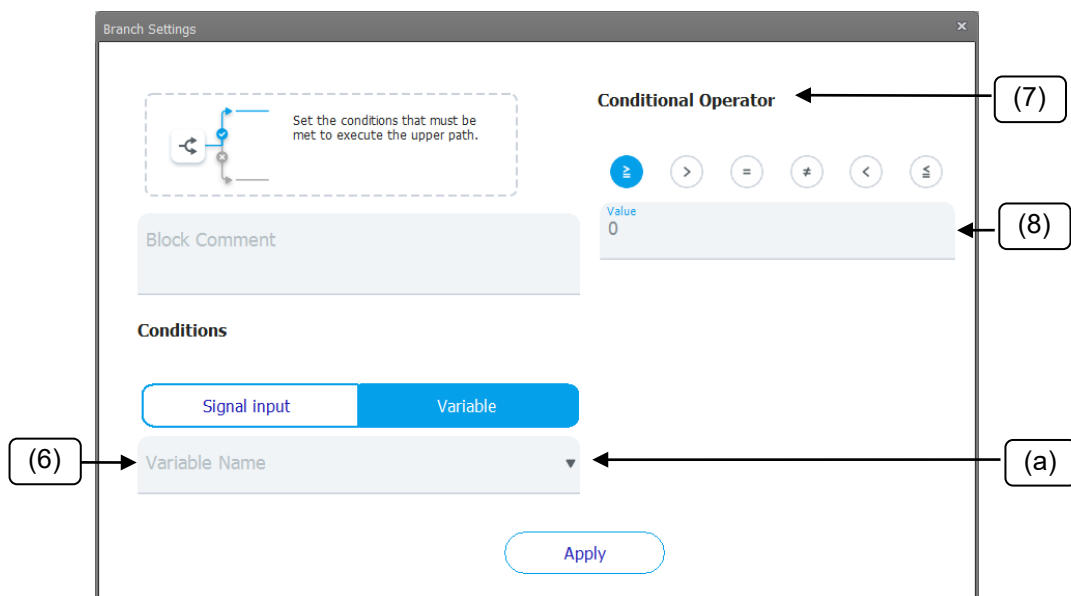 Branch Settings
×
Set the conditions that must be
met to execute the upper path.
Conditional Operator
(7)
≧ > = ≠ < ≦
Value
0
(8)
Block Comment
Conditions
Signal input Variable
(6)
Variable Name
(a)
Apply